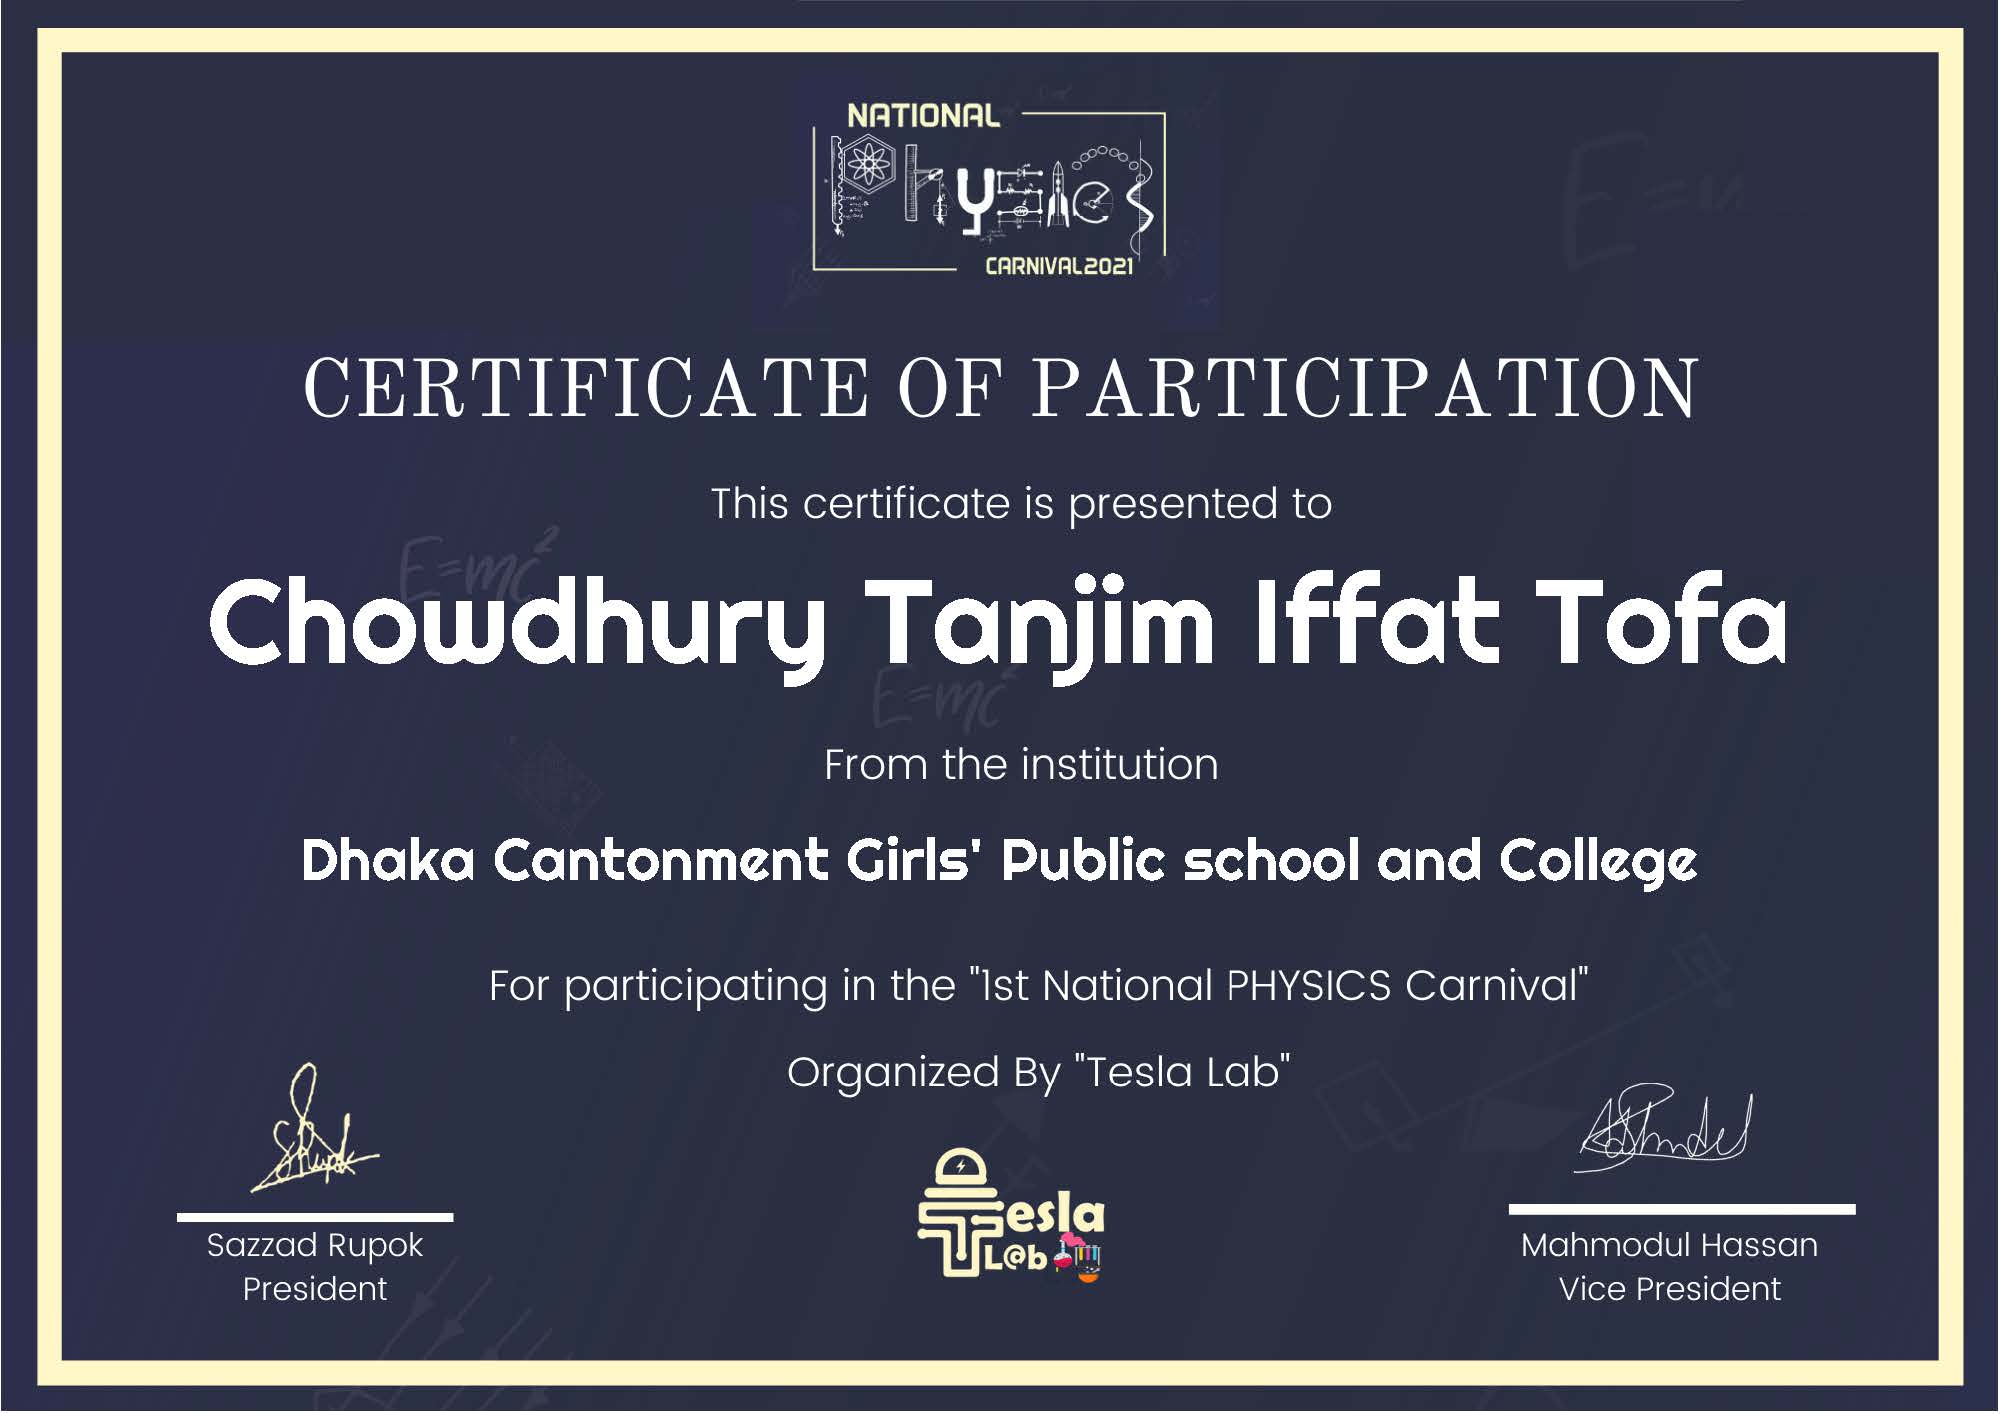 NATIONAL
Physics
CARNIVAL2021
E=m
CERTIFICATE OF PARTICIPATION
This certificate is presented to
E=mc²
Chowdhury Tanjim Iffat Tofa
E=mc²
From the institution
Dhaka Cantonment Girls' Public school and College
For participating in the "1st National PHYSICS Carnival"
Organized By "Tesla Lab"
Tesla
L@b
Sazzad Rupok
President
Mahmodul Hassan
Vice President